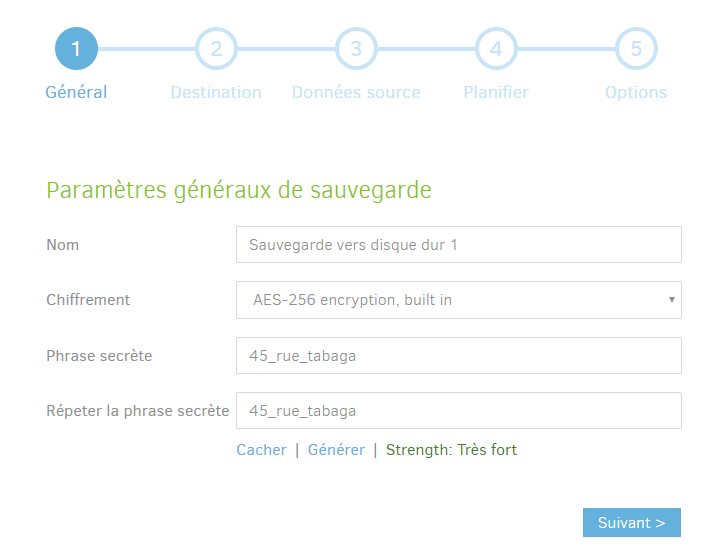 1 2 3 4 5
Général Destination Données source Planifier Options
Paramètres généraux de sauvegarde
Nom Sauvegarde vers disque dur 1
Chiffrement AES-256 encryption, built in
Phrase secrète 45_rue_tabaga
Répeter la phrase secrète 45_rue_tabaga
Cacher | Générer | Strength: Très fort
Suivant >